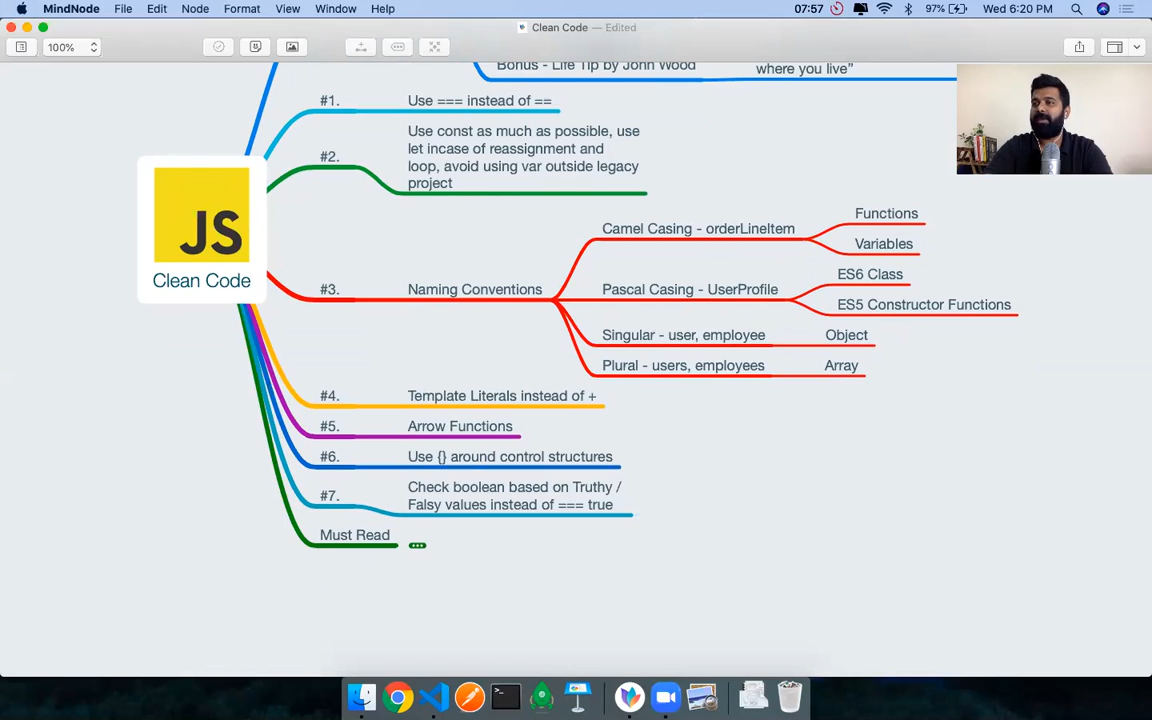 MindNode File Edit Node Format View Window Help 07:57 97% Wed 6:20 PM
Clean Code — Edited
100%
Bonus - Life Tip by John Wood
where you live”
#1. Use === instead of ==
#2. Use const as much as possible, use
let incase of reassignment and
loop, avoid using var outside legacy
project
JS
Clean Code
#3. Naming Conventions
Camel Casing - orderLineItem
Functions
Variables
Pascal Casing - UserProfile
ES6 Class
ES5 Constructor Functions
Singular - user, employee Object
Plural - users, employees Array
#4. Template Literals instead of +
#5. Arrow Functions
#6. Use {} around control structures
#7. Check boolean based on Truthy /
Falsy values instead of === true
Must Read